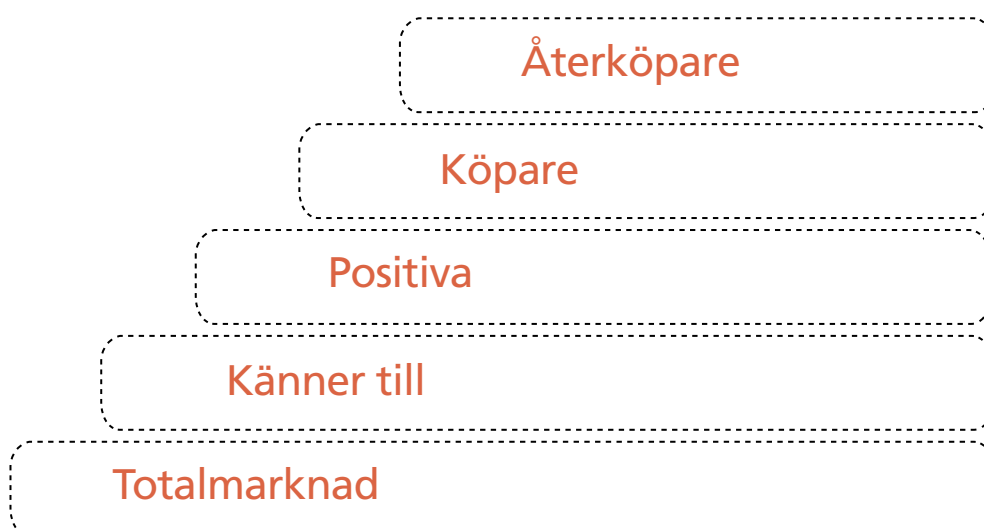 Återköpare
Köpare
Positiva
Känner till
Totalmarknad